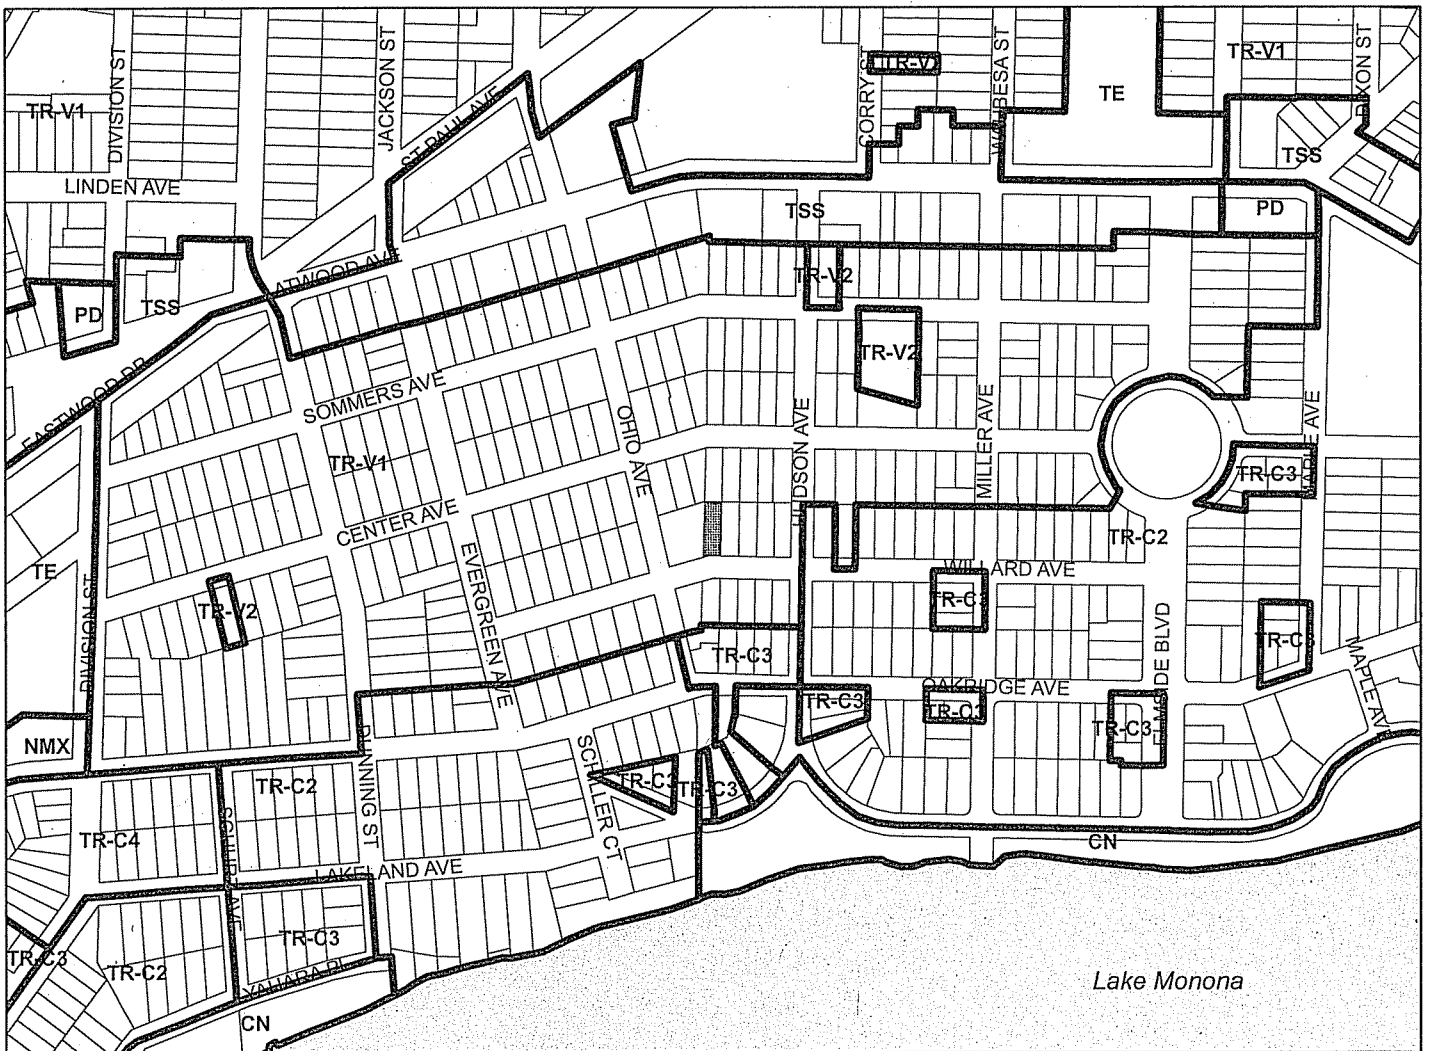 TR-V1
DIVISION ST
JACKSON ST
ST PAUL AVE
CORRY ST
TR-V
ST
TE
TR-V1
DIXON ST
TSS
LINDEN AVE
TSS
PD
ATWOOD AVE
TR-V2
PD
TSS
TR-V2
EASTWOOD DR
SOMMERS AVE
OHIO AVE
HUDSON AVE
MILLER AVE
MAPLE AVE
TR-V1
TR-C3
CENTER AVE
TR-C2
TE
EVERGREEN AVE
WILLARD AVE
TR-C3
DIVISION ST
TR-V2
TR-C3
TR-C3
ELMSIDE BLVD
MAPLE AVE
OAKRIDGE AVE
TR-C3
TR-C3
TR-C3
NMX
DUNNING ST
SCHILLER CT
TR-C2
TR-C3
TR-C3
TR-C4
CN
LAKELAND AVE
TR-C3
TR-C3
TR-C2
YAHARA PL
Lake Monona
CN